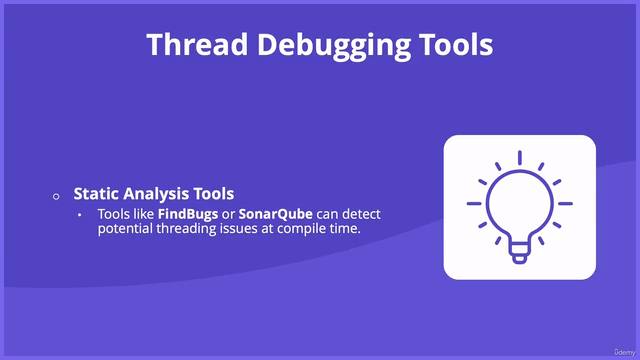 Thread Debugging Tools
Static Analysis Tools
Tools like FindBugs or SonarQube can detect
potential threading issues at compile time.
ûdemy